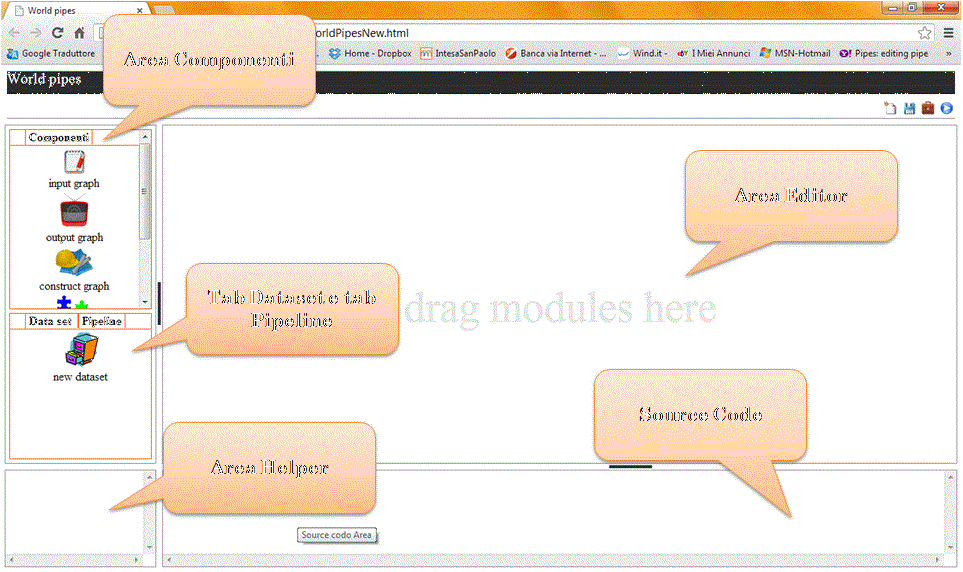 World pipes
Area Componenti
orldPipesNew.html
Google Traduttore
Home - Dropbox
IntesaSanPaolo
Banca via Internet - ...
Wind.it -
I Miei Annunci
MSN-Hotmail
Pipes: editing pipe
»
World pipes
Componenti
input graph
output graph
construct graph
Data set
Pipeline
new dataset
Area Editor
Tab Dataset e tab
Pipeline
drag modules here
Source Code
Area Helper
Source codo Area